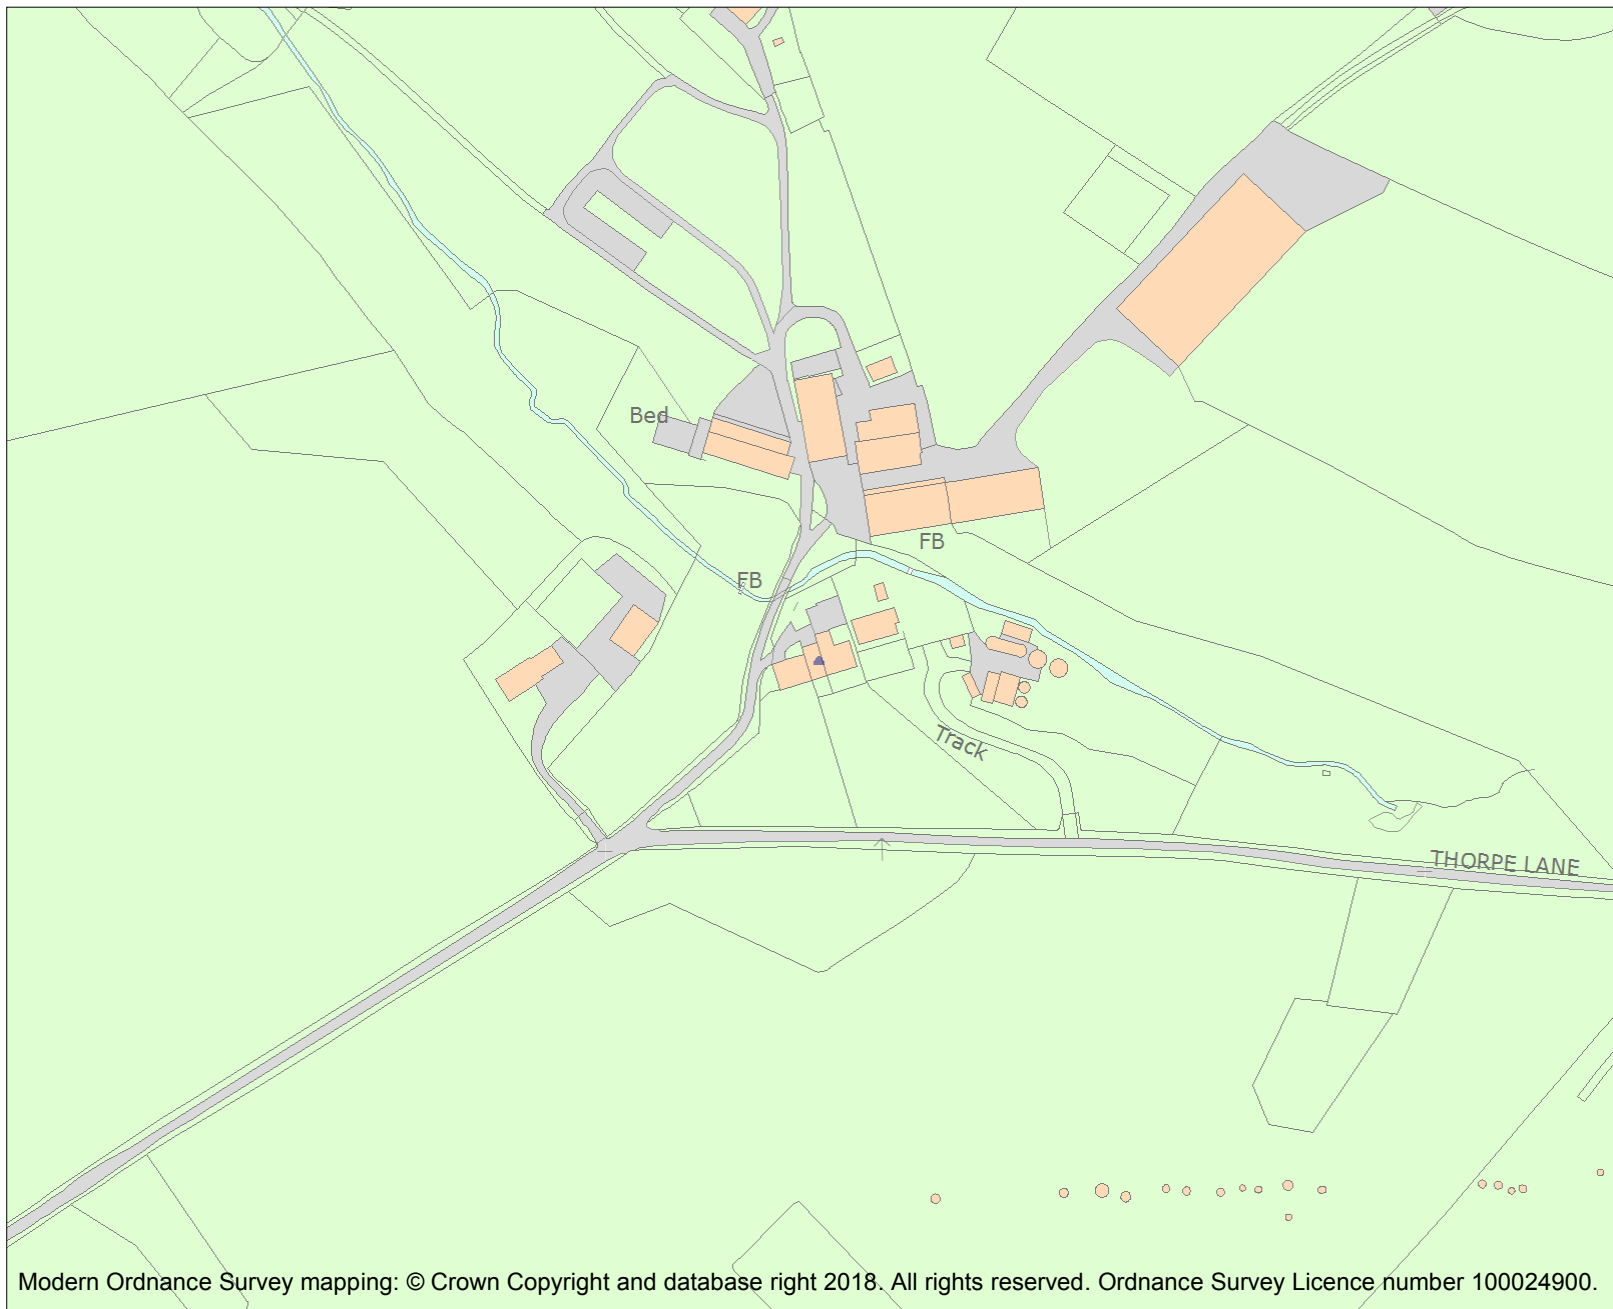 Bed
FB
FB
Track
THORPE LANE
Modern Ordnance Survey mapping: © Crown Copyright and database right 2018. All rights reserved. Ordnance Survey Licence number 100024900.